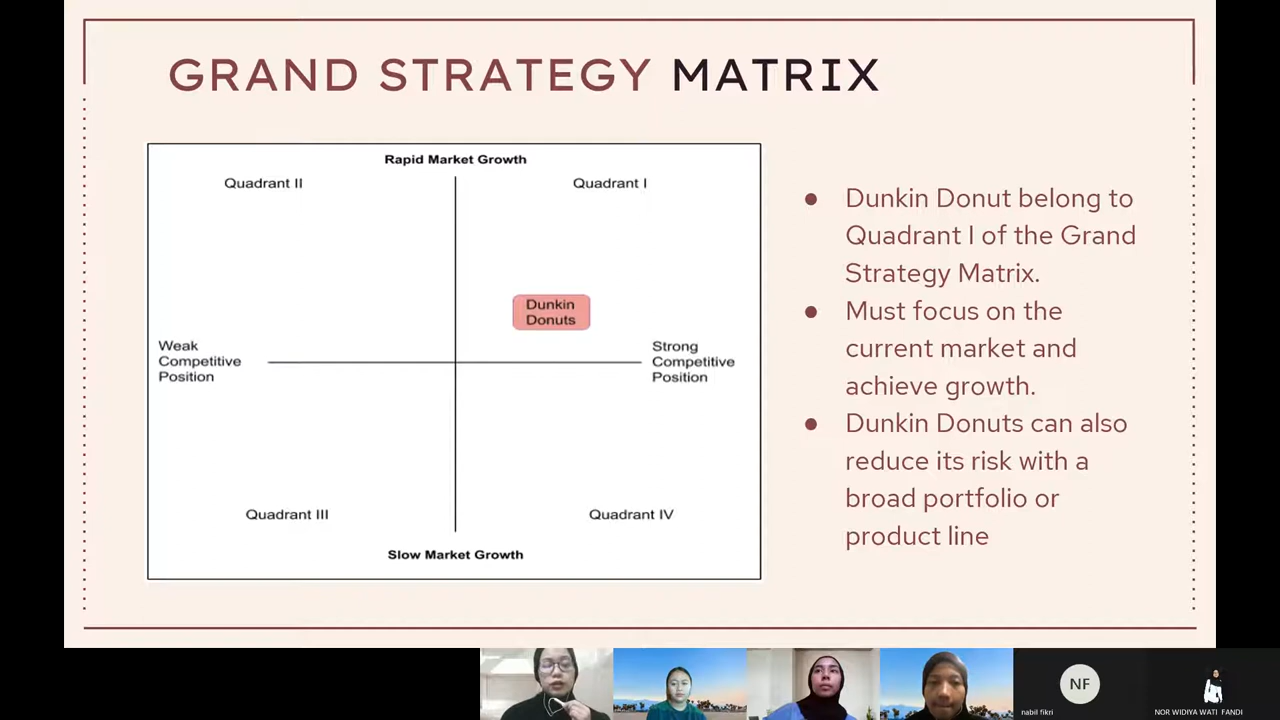 GRAND STRATEGY MATRIX
Rapid Market Growth
Quadrant II
Quadrant I
Dunkin
Donuts
Weak
Competitive
Position
Strong
Competitive
Position
Quadrant III
Quadrant IV
Slow Market Growth
● Dunkin Donut belong to
Quadrant I of the Grand
Strategy Matrix.
● Must focus on the
current market and
achieve growth.
● Dunkin Donuts can also
reduce its risk with a
broad portfolio or
product line
NF
nabil fikri
NOR WIDIYA WATI FANDI